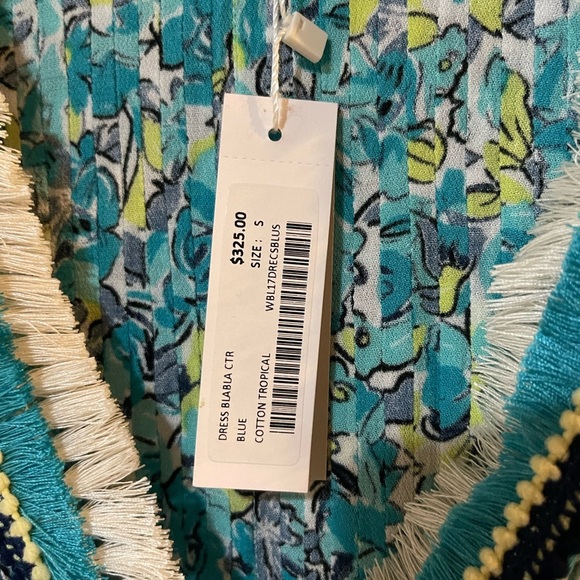 DRESS BLABLA CTR
BLUE
COTTON TROPICAL
$325.00
SIZE : S
WBL17DRECSBLUS